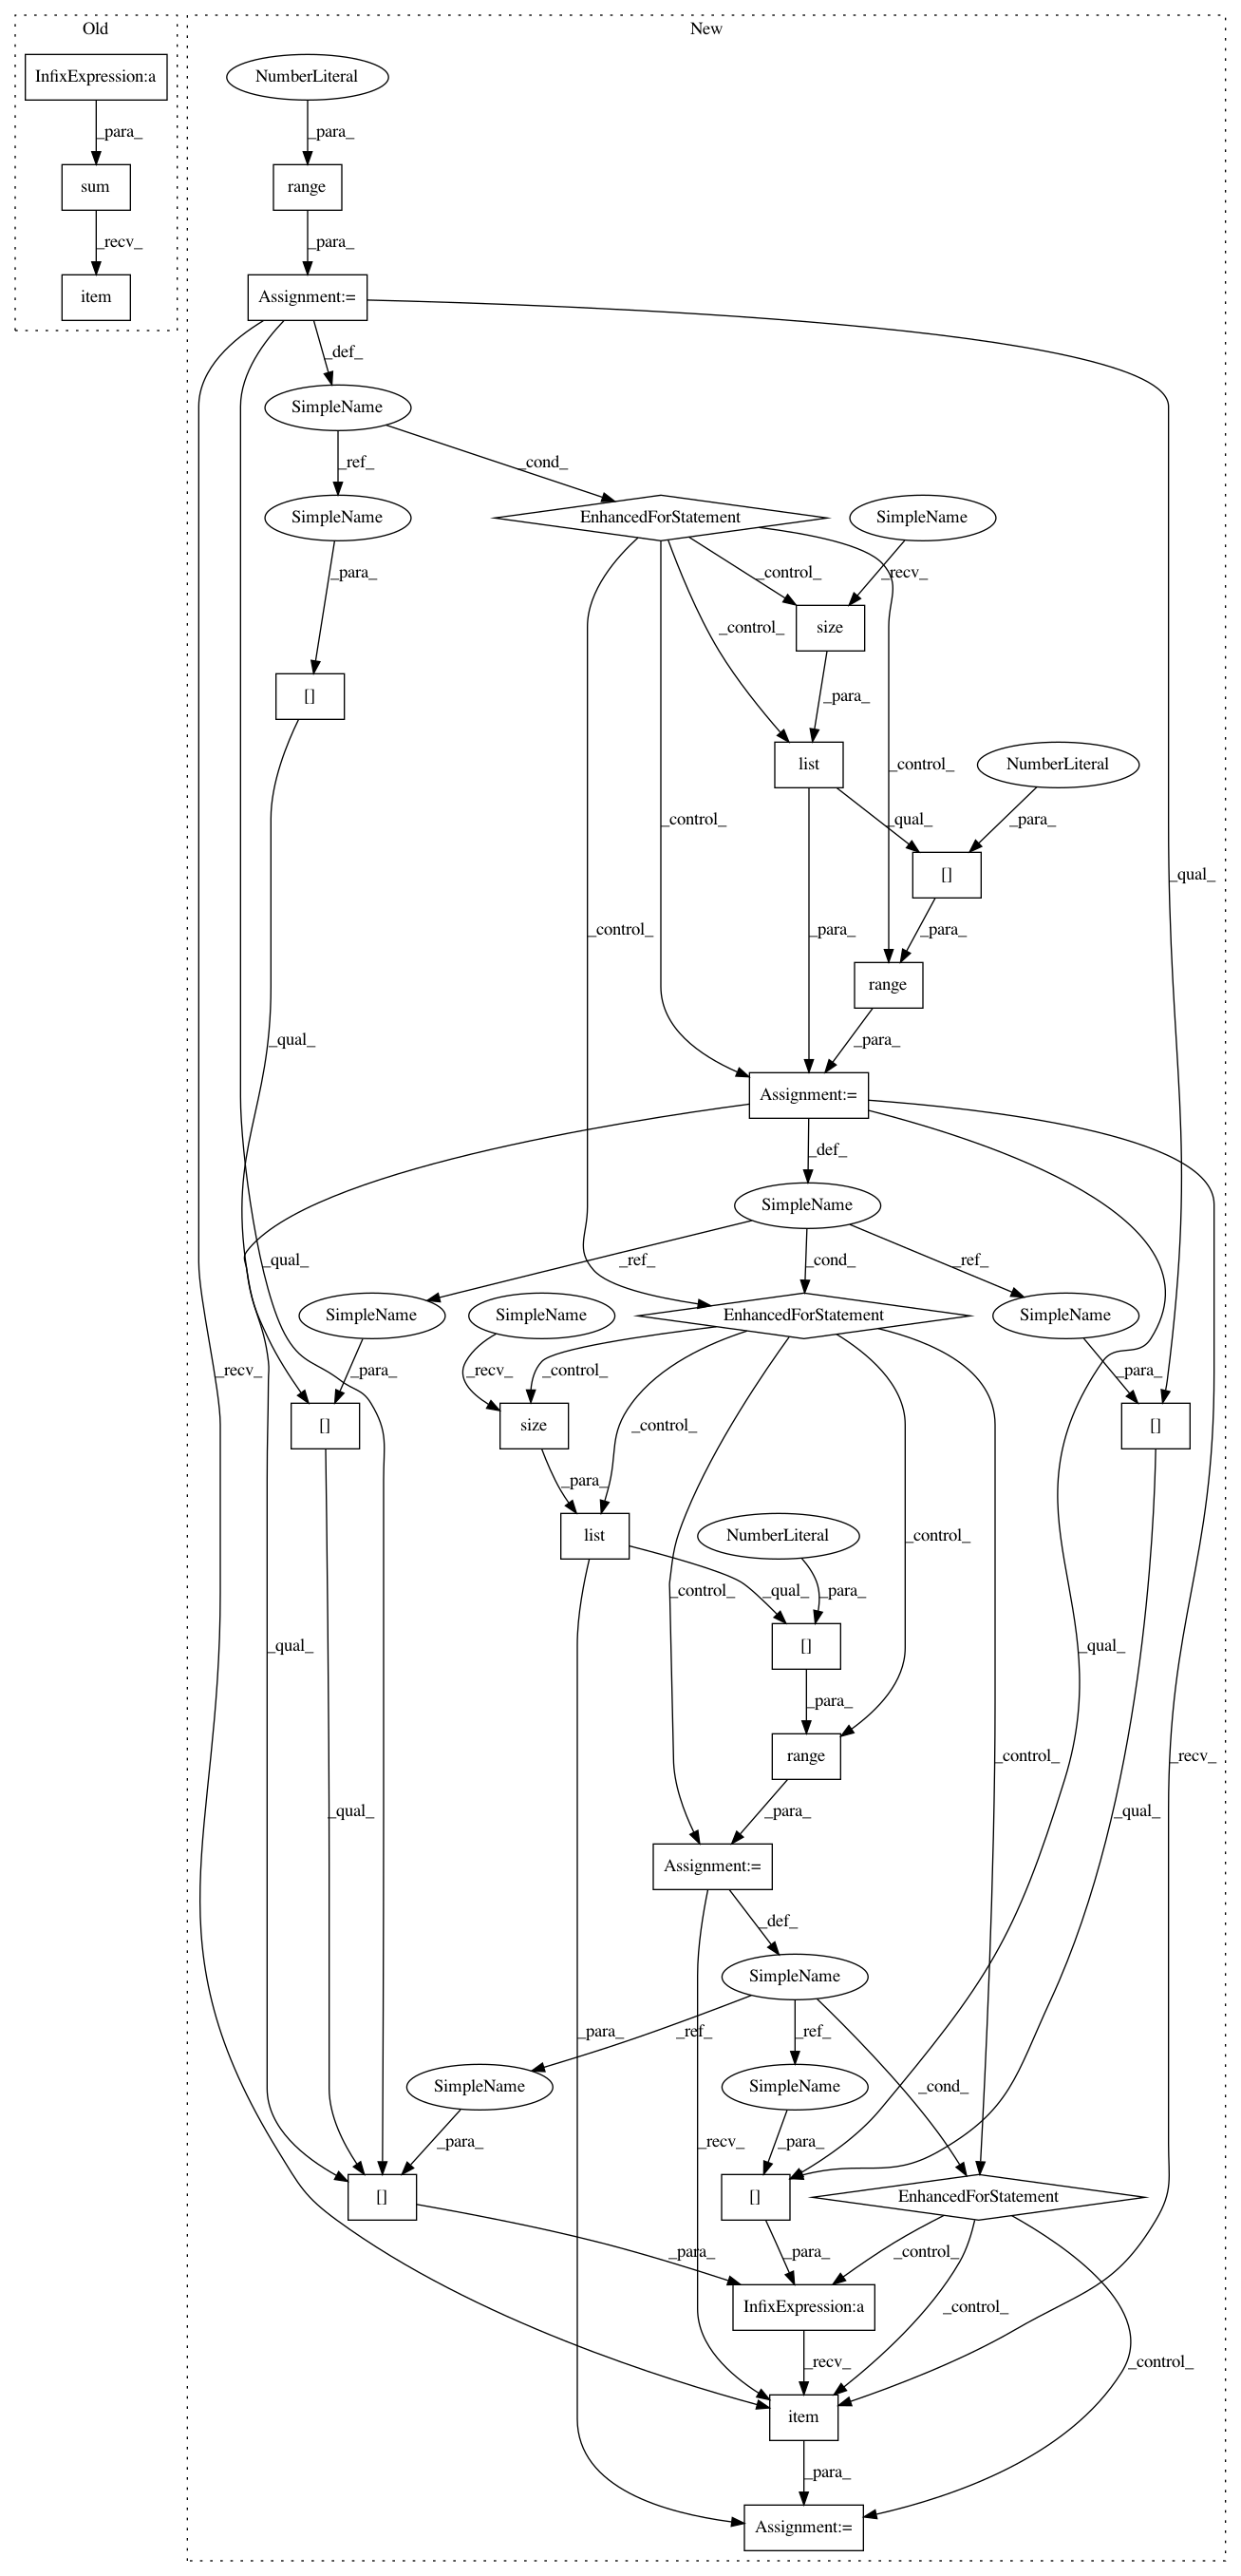 Old
New
InfixExpression:a
NumberLiteral
_para_
_para_
sum
range
_recv_
_para_
item
Assignment:=
_def_
SimpleName
_ref_
_cond_
SimpleName
EnhancedForStatement
SimpleName
_para_
_control_
_recv_
_control_
size
[]
_para_
list
NumberLiteral
_control_
_control_
_qual_
_para_
[]
_qual_
_control_
_para_
_para_
range
_qual_
_para_
Assignment:=
_def_
SimpleName
_qual_
_ref_
_cond_
_ref_
SimpleName
SimpleName
EnhancedForStatement
SimpleName
_recv_
_para_
_recv_
_control_
_para_
[]
size
_control_
[]
_para_
list
NumberLiteral
_control_
_control_
_qual_
_para_
[]
_qual_
_qual_
_para_
range
_control_
_recv_
_qual_
_para_
_qual_
Assignment:=
_def_
SimpleName
_para_
_ref_
_ref_
SimpleName
SimpleName
_cond_
_para_
_recv_
_para_
[]
[]
EnhancedForStatement
_para_
_para_
_control_
InfixExpression:a
_control_
_recv_
_control_
item
_para_
Assignment:=